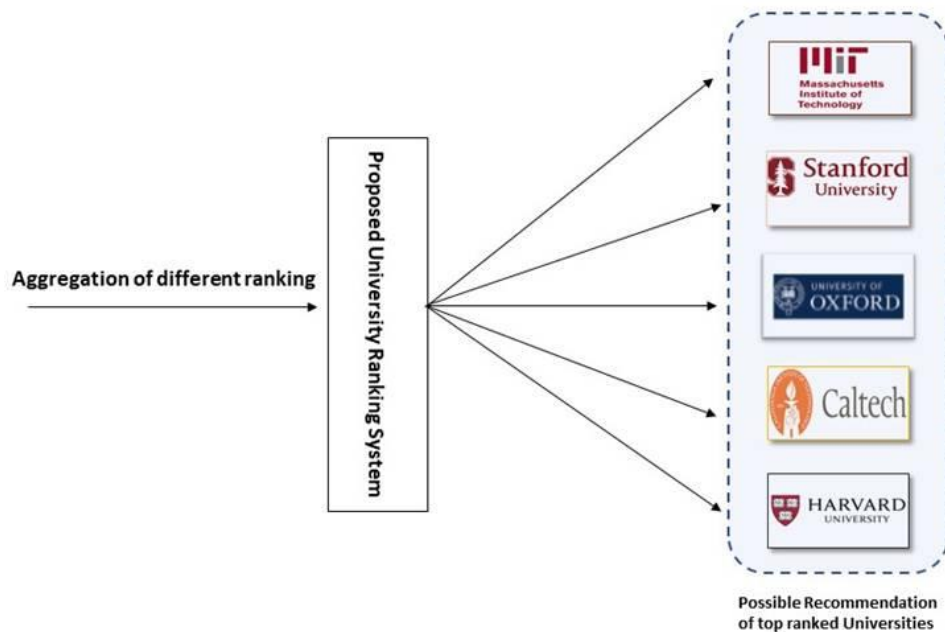 Aggregation of different ranking
Proposed University Ranking System
MiT
Massachusetts
Institute of
Technology
Stanford
University
UNIVERSITY OF
OXFORD
Caltech
HARVARD
UNIVERSITY
Possible Recommendation
of top ranked Universities